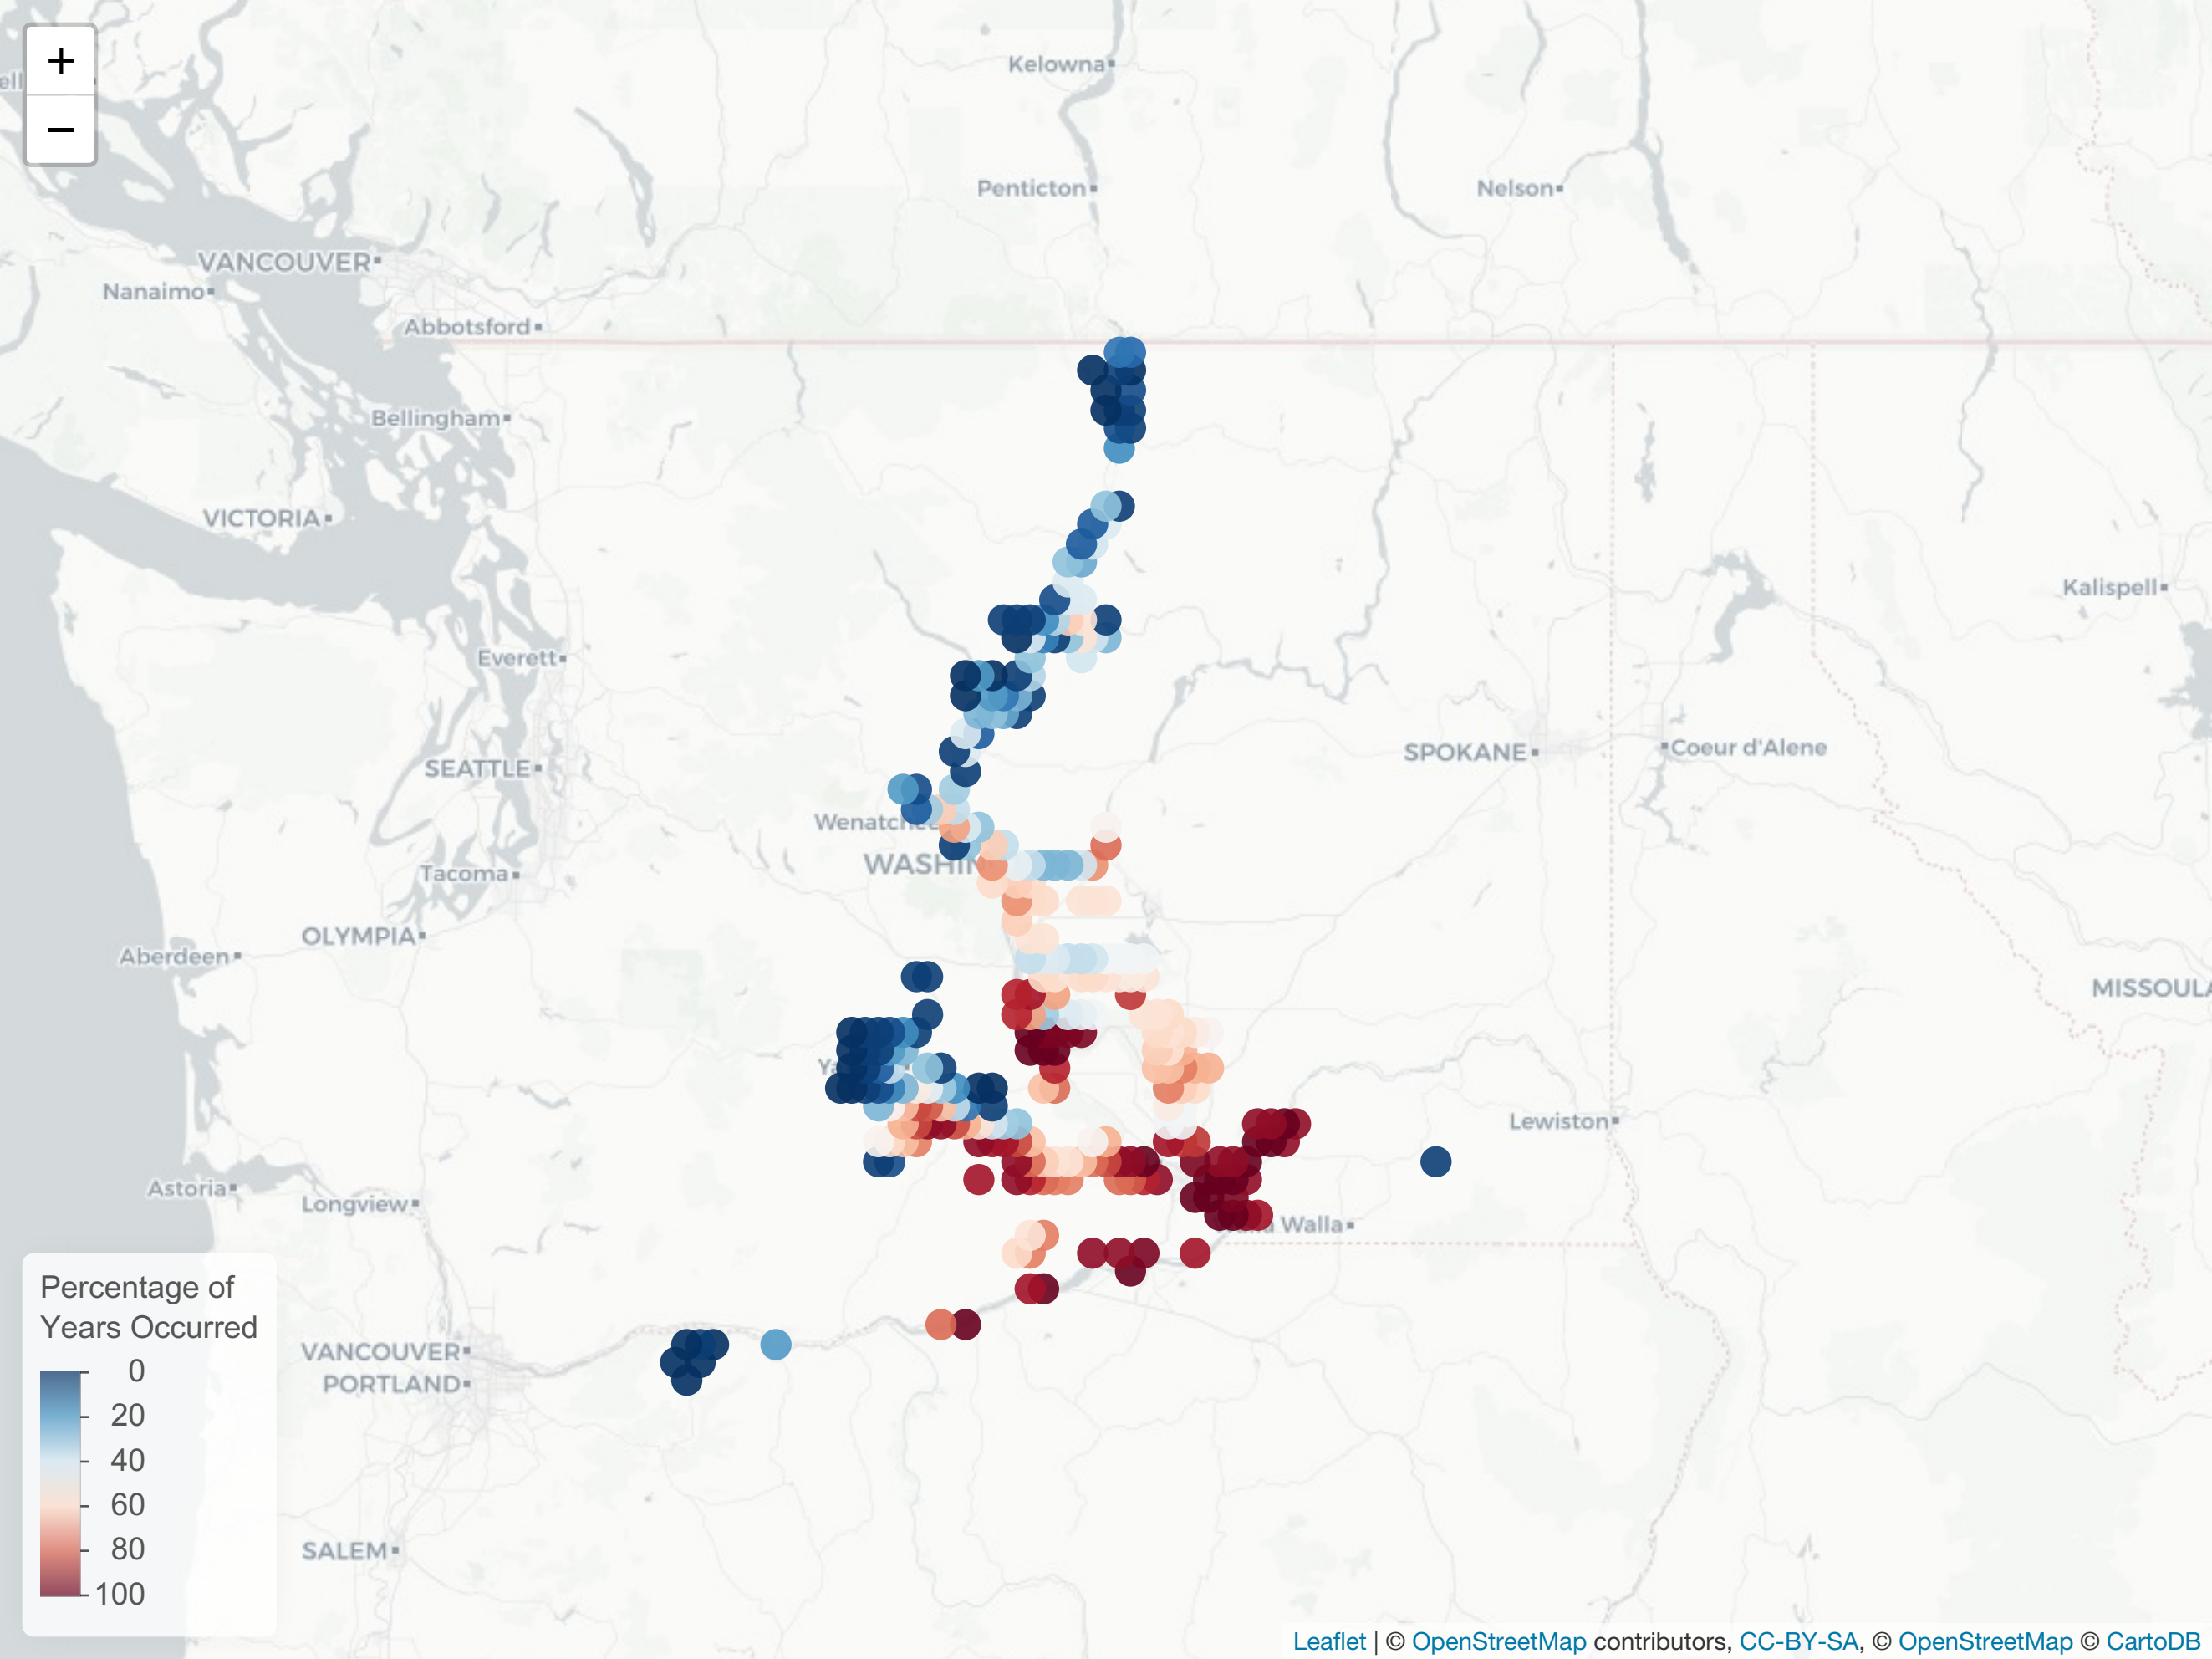 +
−
Kelowna
Penticton
Nelson
VANCOUVER
Nanaimo
Abbotsford
Bellingham
VICTORIA
Kalispell
Everett
SPOKANE
Coeur d'Alene
SEATTLE
WASHIN
Tacoma
OLYMPIA
Aberdeen
MISSOULA
Lewiston
Astoria
Longview
Walla
VANCOUVER
PORTLAND
SALEM
Percentage of
Years Occurred
0
20
40
60
80
100
Leaflet | © OpenStreetMap contributors, CC-BY-SA, © OpenStreetMap © CartoDB